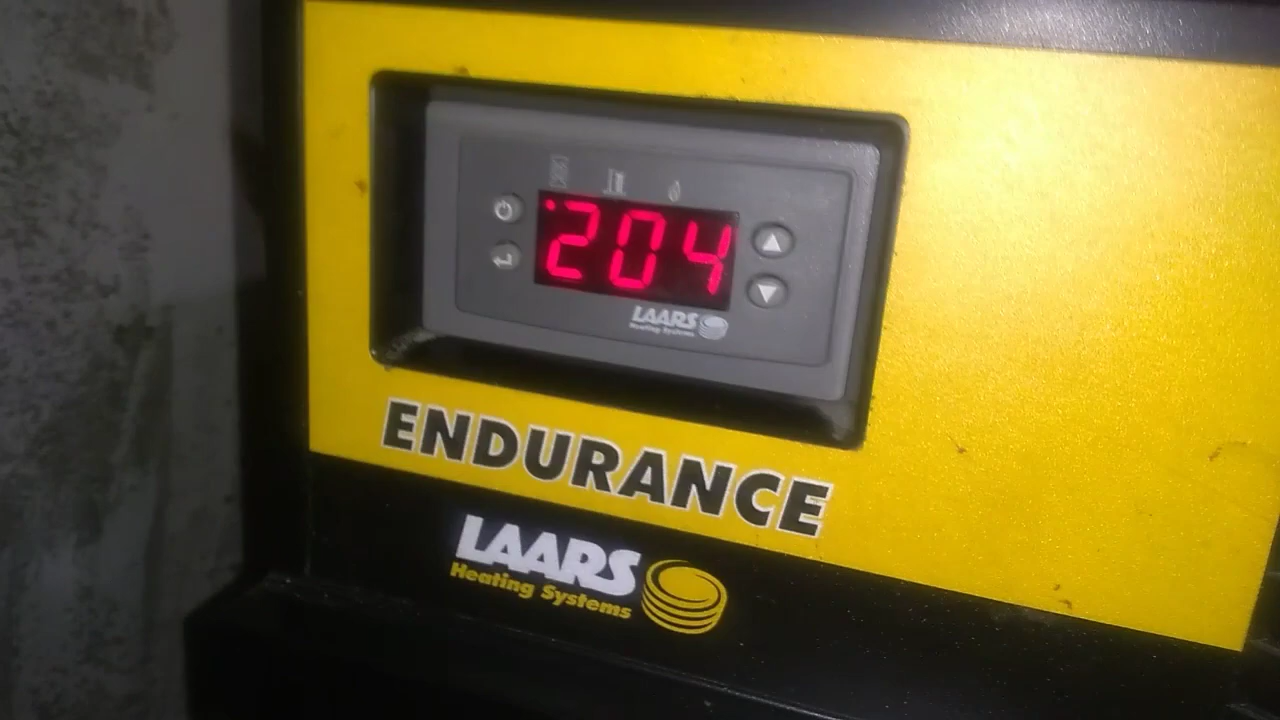 204
LAARS
Heating Systems
ENDURANCE
LAARS
Heating Systems